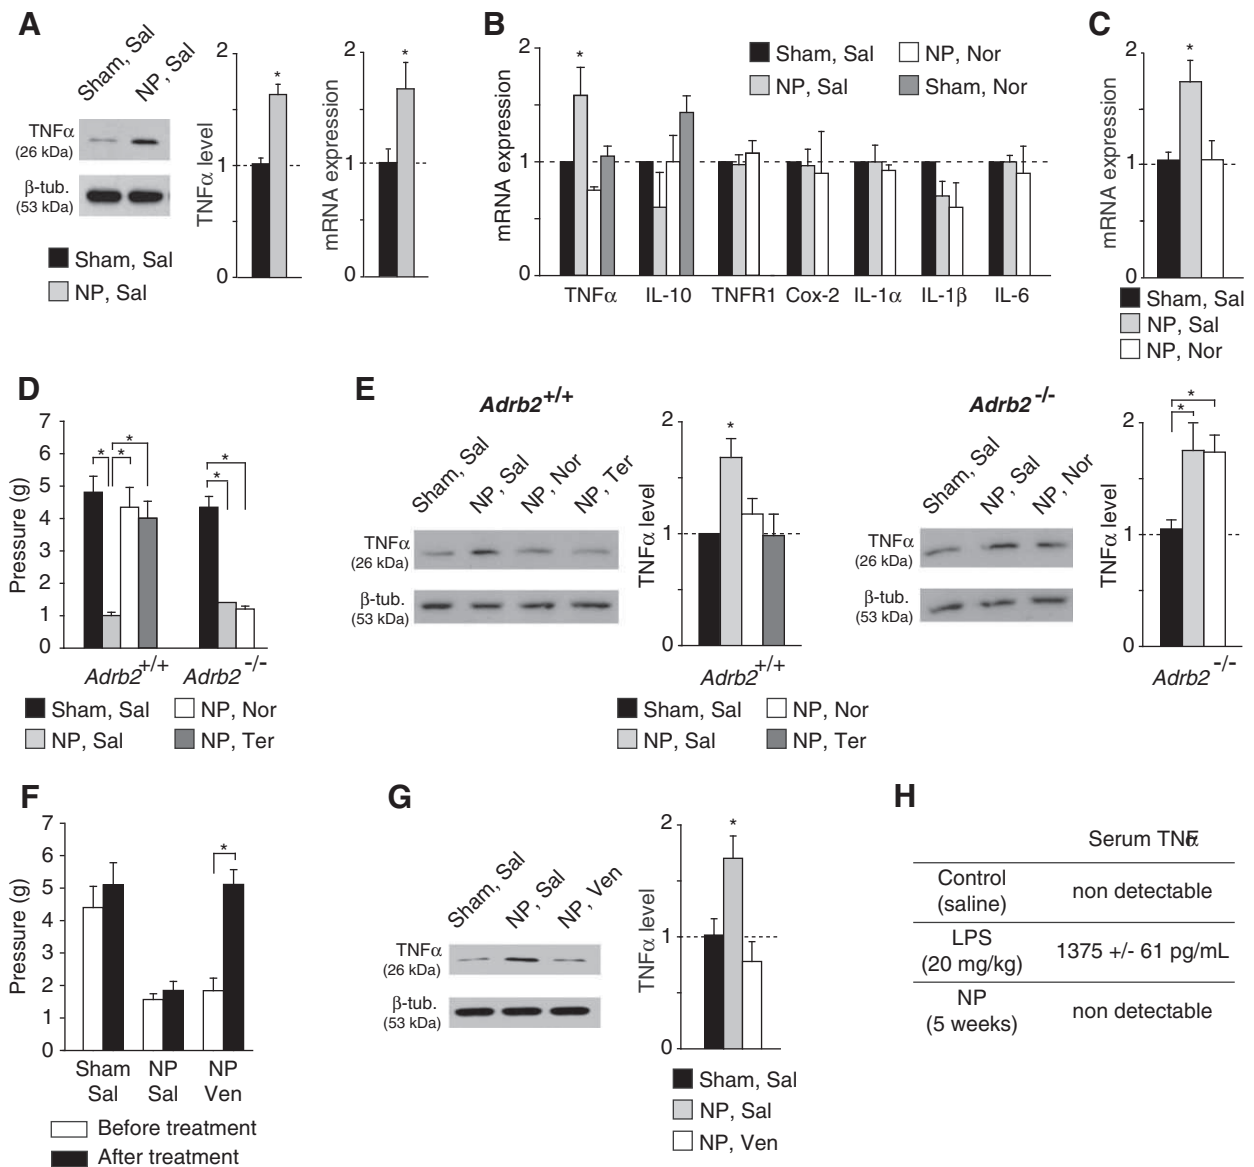 A
Sham, Sal
NP, Sal
TNFα
(26 kDa)
β-tub.
(53 kDa)
Sham, Sal
NP, Sal
TNFα level
2
1
0
*
mRNA expression
2
1
0
*
B
mRNA expression
2
1
0
*
Sham, Sal
NP, Nor
NP, Sal
Sham, Nor
TNFα IL-10 TNFR1 Cox-2 IL-1α IL-1β IL-6
C
mRNA expression
2
1
0
*
Sham, Sal
NP, Sal
NP, Nor
D
Pressure (g)
7
6
5
4
3
2
1
0
* * *
* *
Adrb2+/+ Adrb2-/-
Sham, Sal
NP, Nor
NP, Sal
NP, Ter
E
Adrb2+/+
Sham, Sal
NP, Sal
NP, Nor
NP, Ter
TNFα
(26 kDa)
β-tub.
(53 kDa)
TNFα level
2
1
0
*
Adrb2+/+
Sham, Sal
NP, Nor
NP, Sal
NP, Ter
Adrb2-/-
Sham, Sal
NP, Sal
NP, Nor
TNFα
(26 kDa)
β-tub.
(53 kDa)
TNFα level
2
1
0
*
*
Adrb2-/-
F
Pressure (g)
7
6
5
4
3
2
1
0
*
Sham NP NP
Sal Sal Ven
Before treatment
After treatment
G
Sham, Sal
NP, Sal
NP, Ven
TNFα
(26 kDa)
β-tub.
(53 kDa)
TNFα level
2
1
0
*
Sham, Sal
NP, Sal
NP, Ven
H
Serum TNFα
Control
(saline)
non detectable
LPS
(20 mg/kg)
1375 +/- 61 pg/mL
NP
(5 weeks)
non detectable